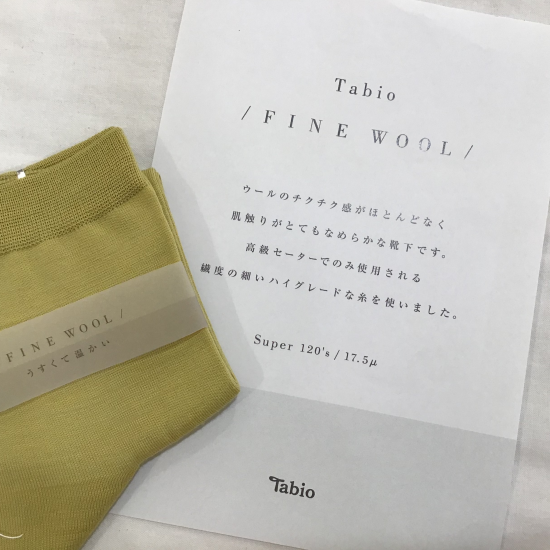 Tabio
/ FINE WOOL /
ウールのチクチク感がほとんどなく
肌触りがとてもなめらかな靴下です。
高級セーターでのみ使用される
繊度の細いハイグレードな糸を使いました。
Super 120's / 17.5μ
Tabio
FINE WOOL /
うすくて温かい